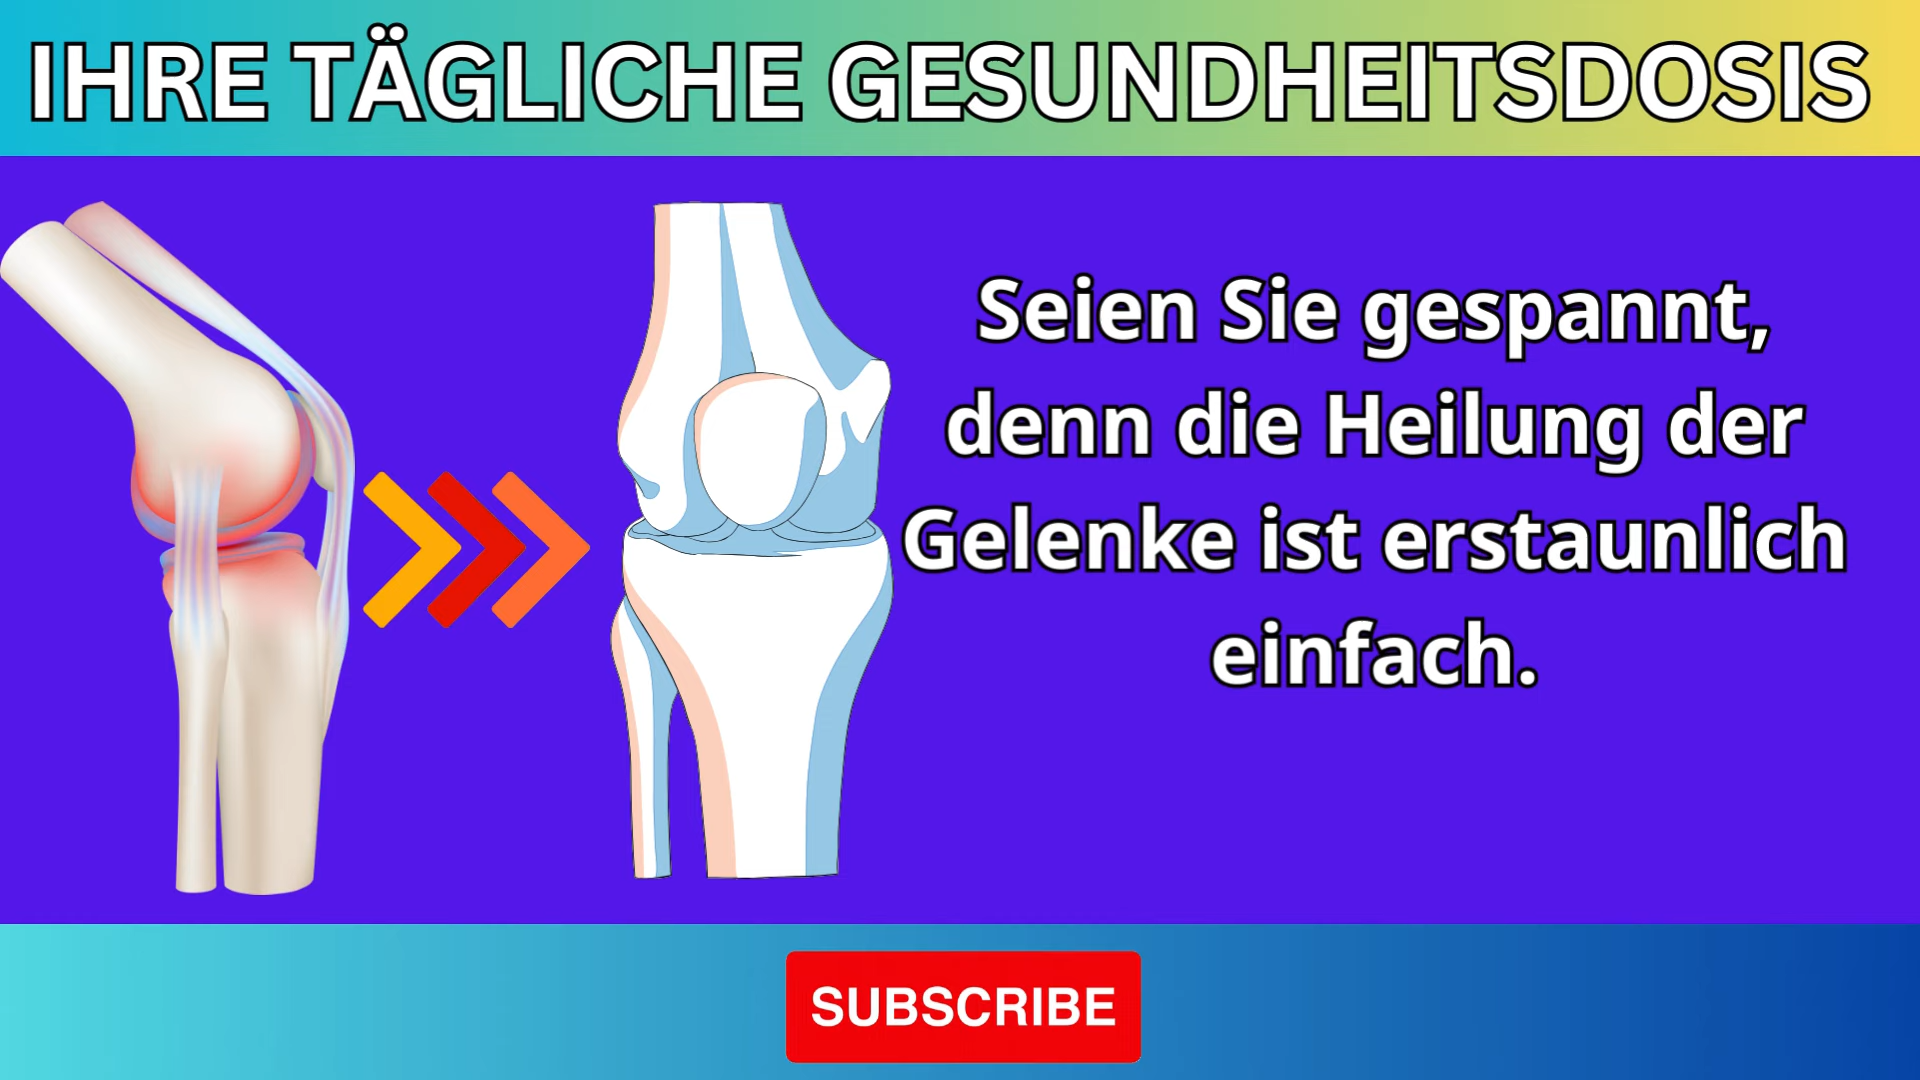 IHRE TÄGLICHE GESUNDHEITSDOSIS
Seien Sie gespannt,
denn die Heilung der
Gelenke ist erstaunlich
einfach.
SUBSCRIBE